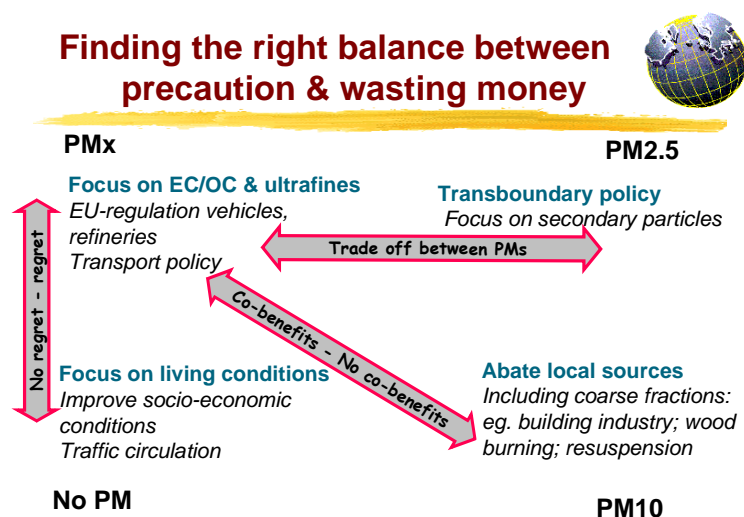 Finding the right balance between
precaution & wasting money
PMx
PM2.5
Focus on EC/OC & ultrafines
EU-regulation vehicles,
refineries
Transport policy
Transboundary policy
Focus on secondary particles
Trade off between PMs
No regret - regret
Co-benefits - No co-benefits
Focus on living conditions
Improve socio-economic
conditions
Traffic circulation
Abate local sources
Including coarse fractions:
eg. building industry; wood
burning; resuspension
No PM
PM10